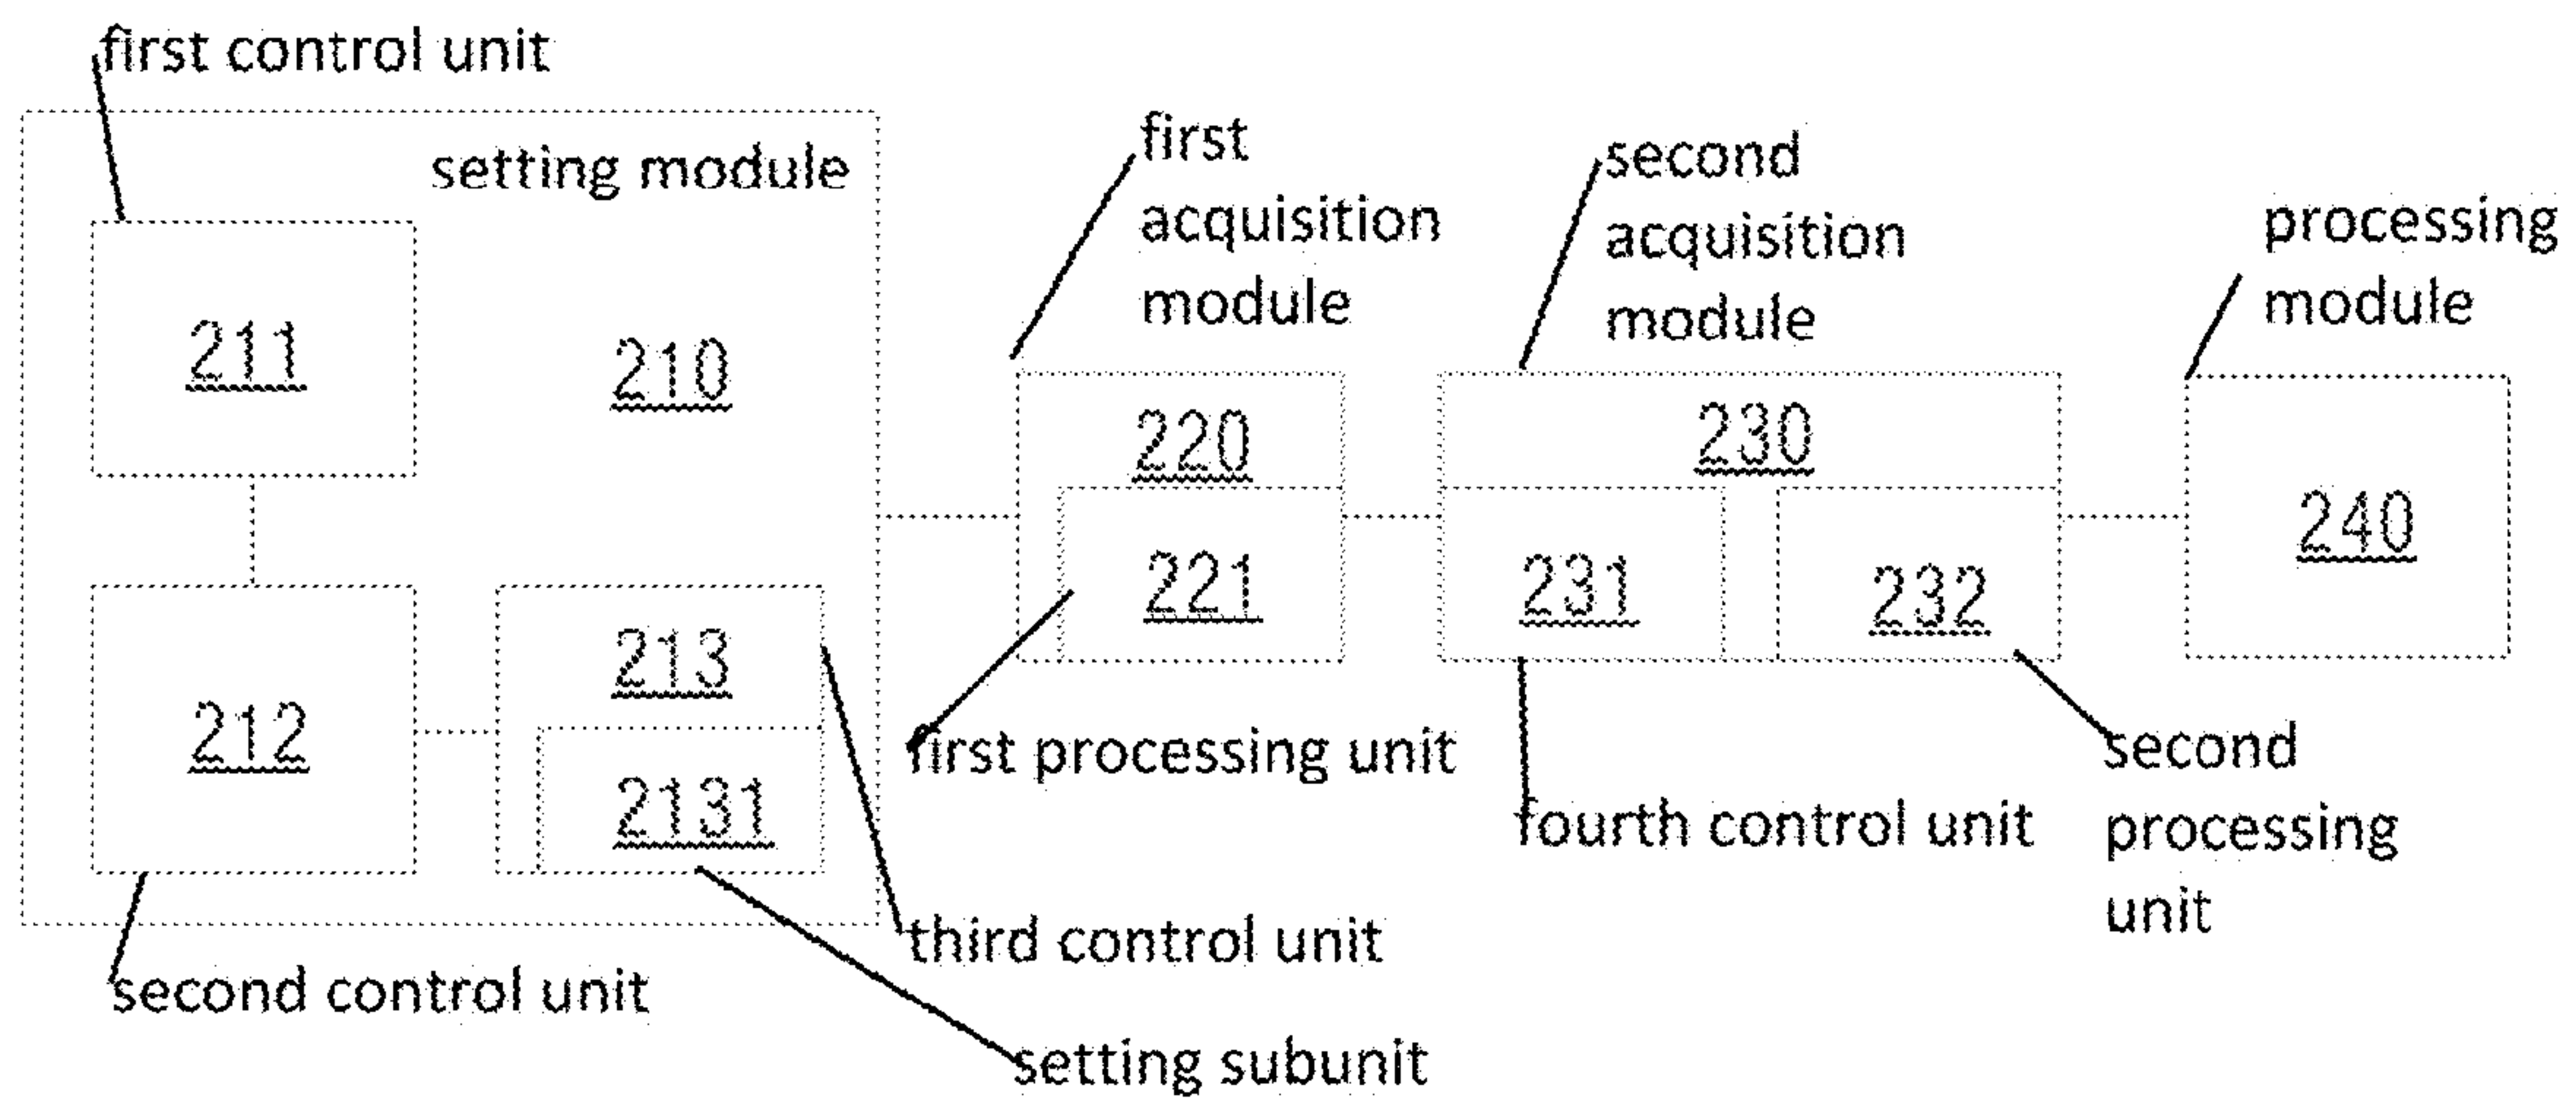 first control unit
setting module
211
210
212
213
2131
second control unit
third control unit
setting subunit
first
acquisition
module
220
221
first processing unit
second
acquisition
module
230
231
232
fourth control unit
second
processing
unit
processing
module
240